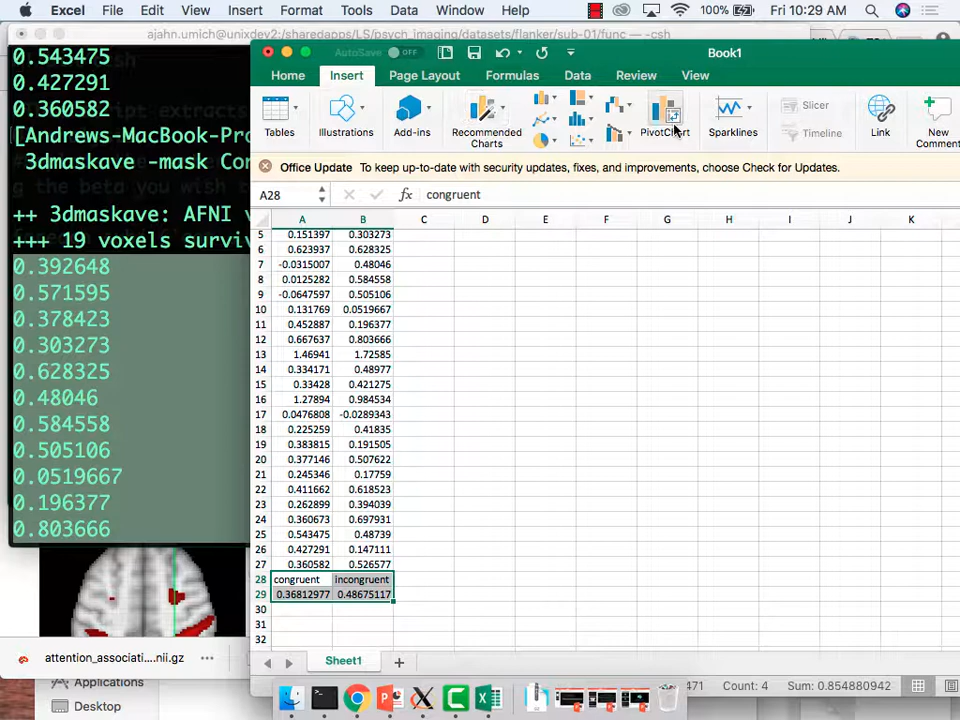 Excel File Edit View Insert Format Tools Data Window Help 100% Fri 10:29 AM
ajahn.umich@unixdev2:/sharedapps/LS/psych_imaging/datasets/flanker/sub-01/func — -csh
0.543475
0.427291
0.360582
[Andrews-MacBook-Pro
3dmaskave -mask Con
++ 3dmaskave: AFNI v
+++ 19 voxels surviv
0.392648
0.571595
0.378423
0.303273
0.628325
0.48046
0.584558
0.505106
0.0519667
0.196377
0.803666
AutoSave OFF Book1
Home Insert Page Layout Formulas Data Review View
Tables Illustrations Add-ins Recommended Charts PivotChart Sparklines Slicer Timeline Link New Comment
Office Update To keep up-to-date with security updates, fixes, and improvements, choose Check for Updates.
A28 fx congruent
A B C D E F G H I J K
5 0.151397 0.303273
6 0.623937 0.628325
7 -0.0315007 0.48046
8 0.0125282 0.584558
9 -0.0647597 0.505106
10 0.131769 0.0519667
11 0.452887 0.196377
12 0.667637 0.803666
13 1.46941 1.72585
14 0.334171 0.48977
15 0.33428 0.421275
16 1.27894 0.984534
17 0.0476808 -0.0289343
18 0.225259 0.41835
19 0.383815 0.191505
20 0.377146 0.507622
21 0.245346 0.17759
22 0.411662 0.618523
23 0.262899 0.394039
24 0.360673 0.697931
25 0.543475 0.48739
26 0.427291 0.147111
27 0.360582 0.526577
28 congruent incongruent
29 0.36812977 0.48675117
30
31
32
Sheet1
471 Count: 4 Sum: 0.854880942
attention_associati....nii.gz
Applications
Desktop